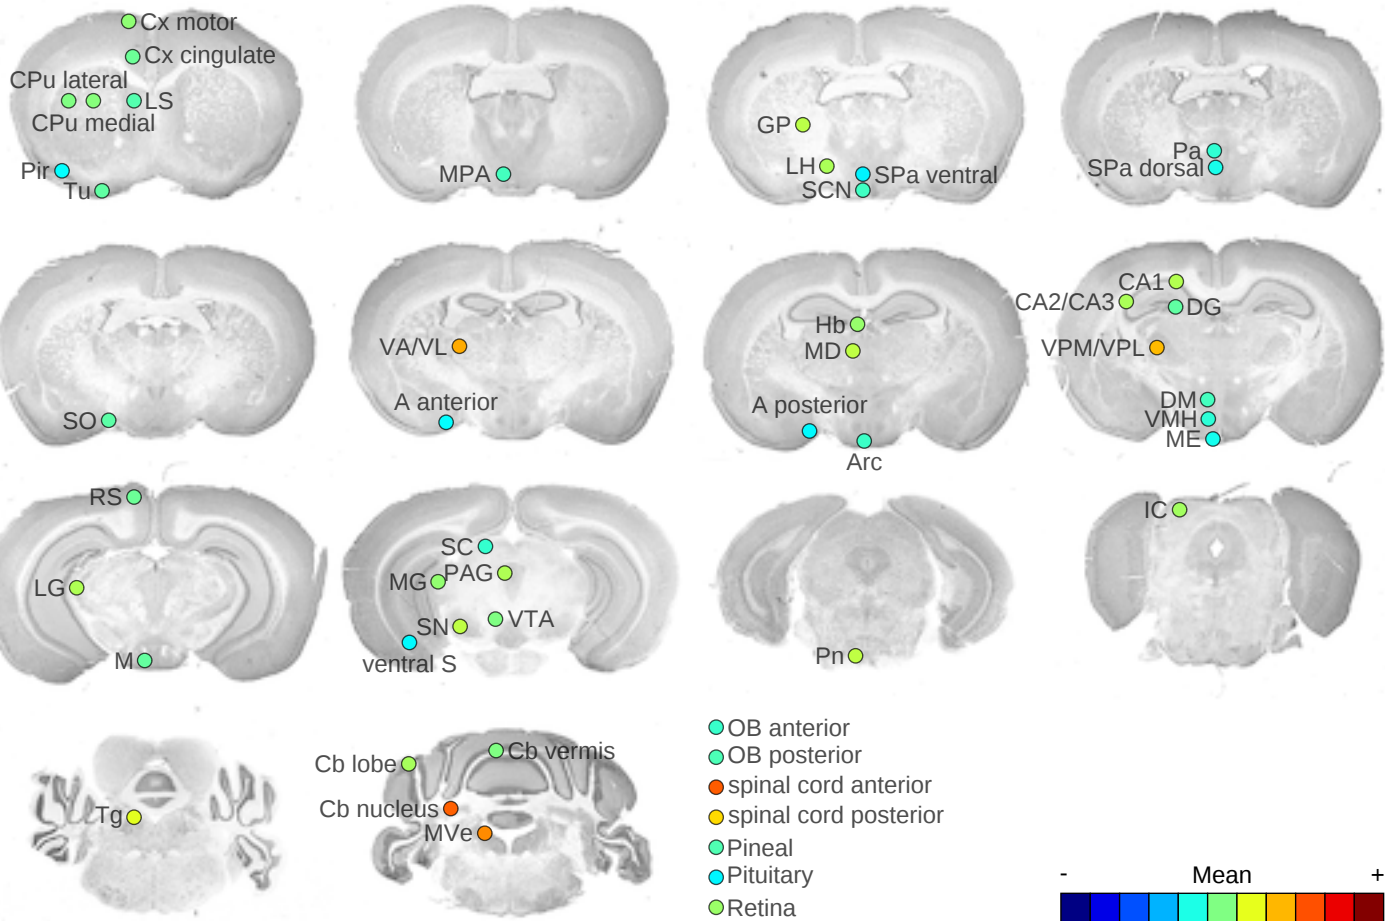 Cx motor
Cx cingulate
CPu lateral
LS
CPu medial
Pir
Tu
MPA
GP
LH
SPa ventral
SCN
Pa
SPa dorsal
SO
VA/VL
A anterior
Hb
MD
A posterior
Arc
CA1
CA2/CA3
DG
VPM/VPL
DM
VMH
ME
RS
LG
M
SC
MG
PAG
SN
VTA
ventral S
Pn
IC
Tg
Cb lobe
Cb vermis
Cb nucleus
MVe
OB anterior
OB posterior
spinal cord anterior
spinal cord posterior
Pineal
Pituitary
Retina
- Mean +